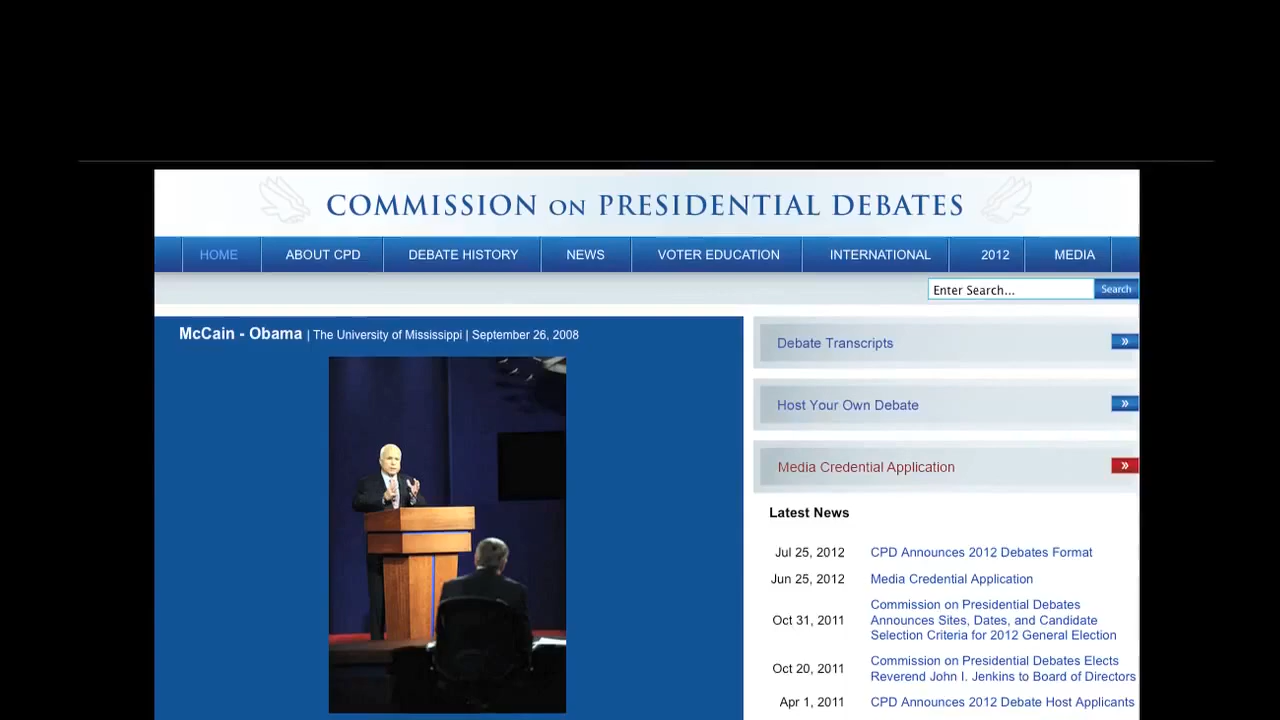 COMMISSION ON PRESIDENTIAL DEBATES
HOME ABOUT CPD DEBATE HISTORY NEWS VOTER EDUCATION INTERNATIONAL 2012 MEDIA
Enter Search... Search
McCain - Obama | The University of Mississippi | September 26, 2008
Debate Transcripts »
Host Your Own Debate »
Media Credential Application »
Latest News
Jul 25, 2012 CPD Announces 2012 Debates Format
Jun 25, 2012 Media Credential Application
Oct 31, 2011 Commission on Presidential Debates
Announces Sites, Dates, and Candidate
Selection Criteria for 2012 General Election
Oct 20, 2011 Commission on Presidential Debates Elects
Reverend John I. Jenkins to Board of Directors
Apr 1, 2011 CPD Announces 2012 Debate Host Applicants